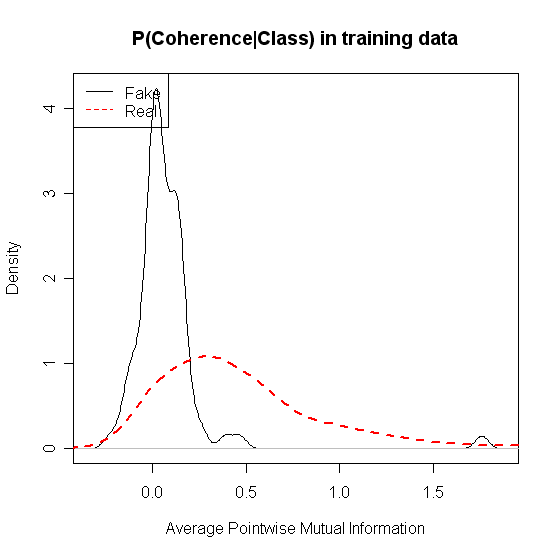 P(Coherence|Class) in training data
Fake
Real
Density
0
1
2
3
4
0.0 0.5 1.0 1.5
Average Pointwise Mutual Information